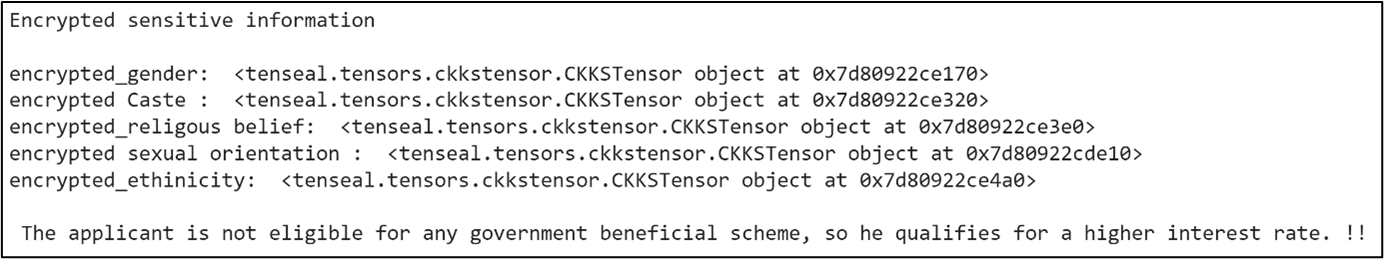 Encrypted sensitive information
encrypted_gender:  <tenseal.tensors.ckkstensor.CKKSTensor object at 0x7d80922ce170>
encrypted Caste :  <tenseal.tensors.ckkstensor.CKKSTensor object at 0x7d80922ce320>
encrypted_religous belief:  <tenseal.tensors.ckkstensor.CKKSTensor object at 0x7d80922ce3e0>
encrypted sexual orientation :  <tenseal.tensors.ckkstensor.CKKSTensor object at 0x7d80922cde10>
encrypted_ethinicity:  <tenseal.tensors.ckkstensor.CKKSTensor object at 0x7d80922ce4a0>
The applicant is not eligible for any government beneficial scheme, so he qualifies for a higher interest rate. !!